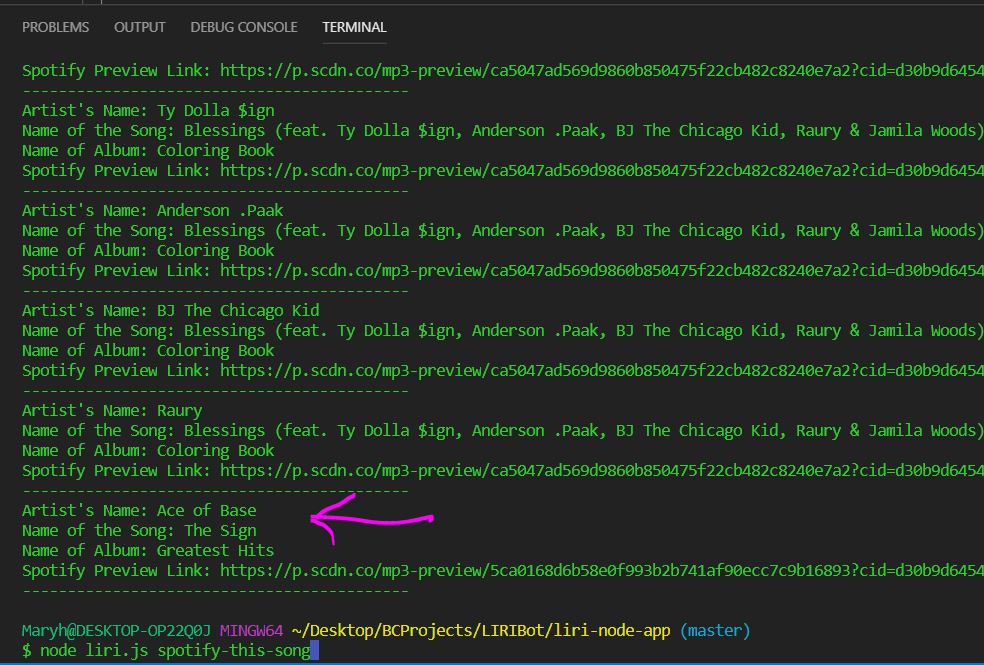 PROBLEMS OUTPUT DEBUG CONSOLE TERMINAL
Spotify Preview Link: https://p.scdn.co/mp3-preview/ca5047ad569d9860b850475f22cb482c8240e7a2?cid=d30b9d6454
-------------------------------------------
Artist's Name: Ty Dolla $ign
Name of the Song: Blessings (feat. Ty Dolla $ign, Anderson .Paak, BJ The Chicago Kid, Raury & Jamila Woods)
Name of Album: Coloring Book
Spotify Preview Link: https://p.scdn.co/mp3-preview/ca5047ad569d9860b850475f22cb482c8240e7a2?cid=d30b9d6454
-------------------------------------------
Artist's Name: Anderson .Paak
Name of the Song: Blessings (feat. Ty Dolla $ign, Anderson .Paak, BJ The Chicago Kid, Raury & Jamila Woods)
Name of Album: Coloring Book
Spotify Preview Link: https://p.scdn.co/mp3-preview/ca5047ad569d9860b850475f22cb482c8240e7a2?cid=d30b9d6454
-------------------------------------------
Artist's Name: BJ The Chicago Kid
Name of the Song: Blessings (feat. Ty Dolla $ign, Anderson .Paak, BJ The Chicago Kid, Raury & Jamila Woods)
Name of Album: Coloring Book
Spotify Preview Link: https://p.scdn.co/mp3-preview/ca5047ad569d9860b850475f22cb482c8240e7a2?cid=d30b9d6454
-------------------------------------------
Artist's Name: Raury
Name of the Song: Blessings (feat. Ty Dolla $ign, Anderson .Paak, BJ The Chicago Kid, Raury & Jamila Woods)
Name of Album: Coloring Book
Spotify Preview Link: https://p.scdn.co/mp3-preview/ca5047ad569d9860b850475f22cb482c8240e7a2?cid=d30b9d6454
-------------------------------------------
Artist's Name: Ace of Base
Name of the Song: The Sign
Name of Album: Greatest Hits
Spotify Preview Link: https://p.scdn.co/mp3-preview/5ca0168d6b58e0f993b2b741af90ecc7c9b16893?cid=d30b9d6454
-------------------------------------------
Maryh@DESKTOP-OP22Q0J MINGW64 ~/Desktop/BCProjects/LIRIBot/liri-node-app (master)
$ node liri.js spotify-this-song